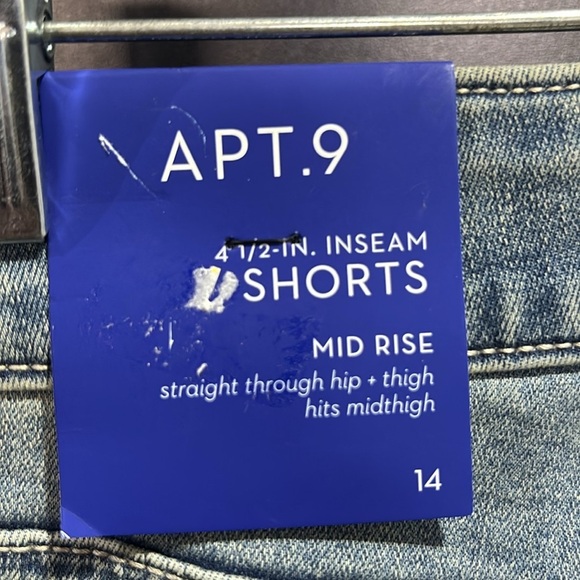 APT.9
4 1/2-IN. INSEAM
SHORTS
MID RISE
straight through hip + thigh
hits midthigh
14